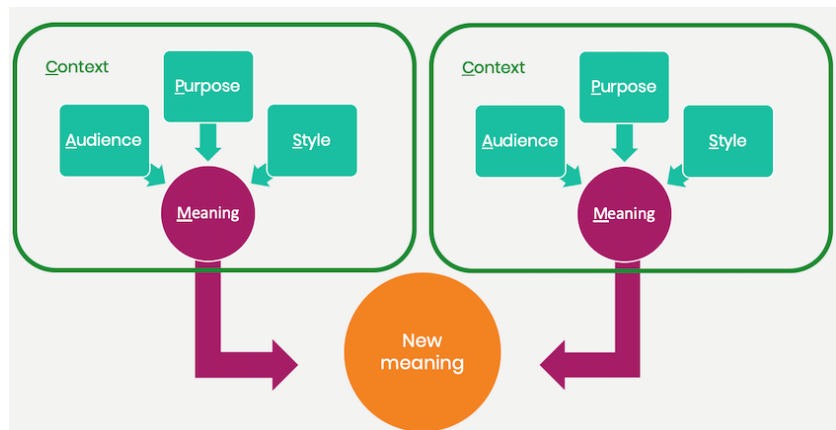 Context
Purpose
Audience
Style
Meaning
Context
Purpose
Audience
Style
Meaning
New
meaning